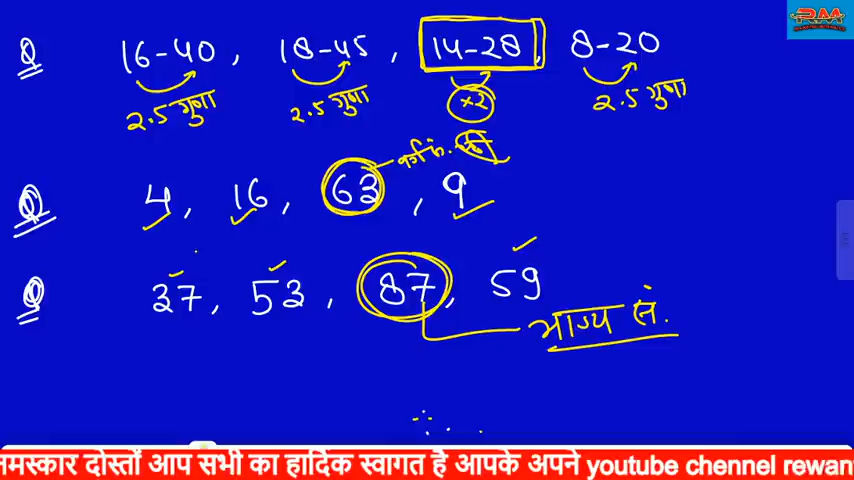 RM
Q 16-40, 18-45, 14-28, 8-20
2.5 गुणा 2.5 गुणा ×2 2.5 गुणा
Q 4, 16, 63, 9
Q 37, 53, 87, 59
भाज्य सं.
नमस्कार दोस्तों आप सभी का हार्दिक स्वागत है आपके अपने youtube chennel rewan